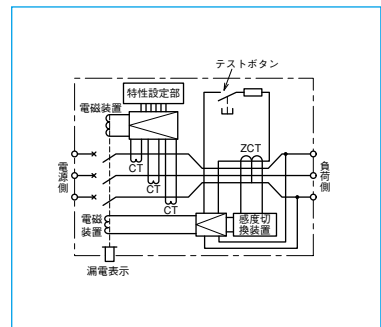 テストボタン
電磁装置
特性設定部
ZCT
CT
CT
CT
電源側
負荷側
電磁
装置
感度切
換装置
漏電表示